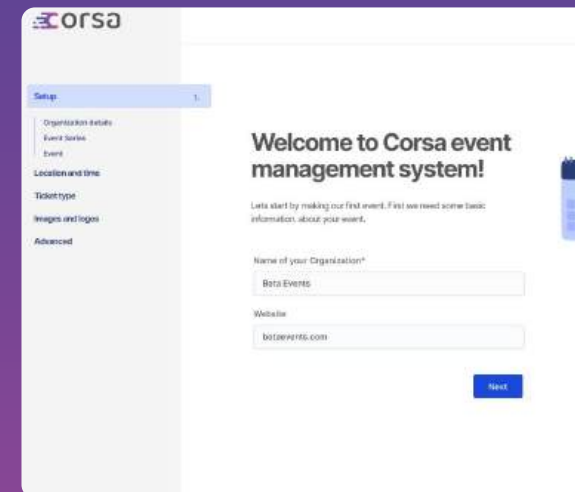 corsa
Setup
1.
Organization details
Event Series
Event
Location and time
Ticket type
Images and logos
Advanced
Welcome to Corsa event
management system!
Lets start by making our first event. First we need some basic
information about your event.
Name of your Organization*
Beta Events
Website
betaevents.com
Next